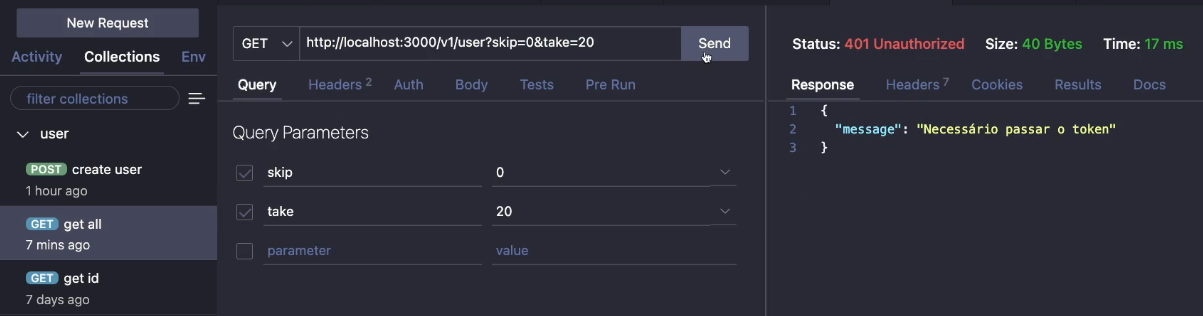 New Request
Activity Collections Env
filter collections
user
POST create user
1 hour ago
GET get all
7 mins ago
GET get id
7 days ago
GET http://localhost:3000/v1/user?skip=0&take=20 Send
Query Headers 2 Auth Body Tests Pre Run
Query Parameters
skip 0
take 20
parameter value
Status: 401 Unauthorized Size: 40 Bytes Time: 17 ms
Response Headers 7 Cookies Results Docs
1 {
2 "message": "Necessário passar o token"
3 }